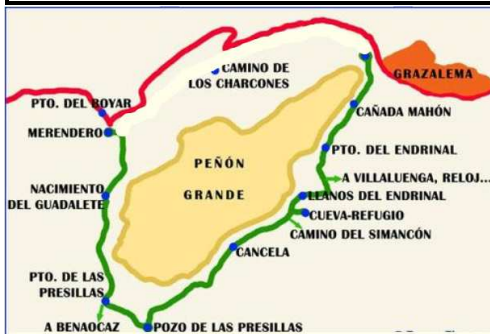 CAMINO DE
LOS CHARCONES
GRAZALEMA
PTO. DEL BOYAR
MERENDERO
CAÑADA MAHÓN
PTO. DEL ENDRINAL
PEÑÓN
GRANDE
A VILLALUENGA, RELOJ...
NACIMIENTO
DEL GUADALETE
LLANOS DEL ENDRINAL
CUEVA-REFUGIO
CAMINO DEL SIMANCÓN
CANCELA
PTO. DE LAS
PRESILLAS
A BENAOCAZ
POZO DE LAS PRESILLAS